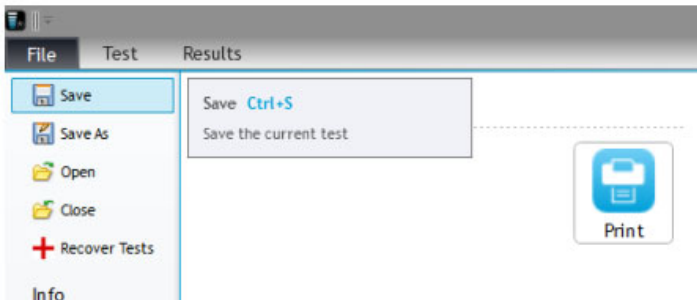 File Test Results
Save
Save Ctrl+S
Save As
Save the current test
Open
Close
Recover Tests
Print
Info